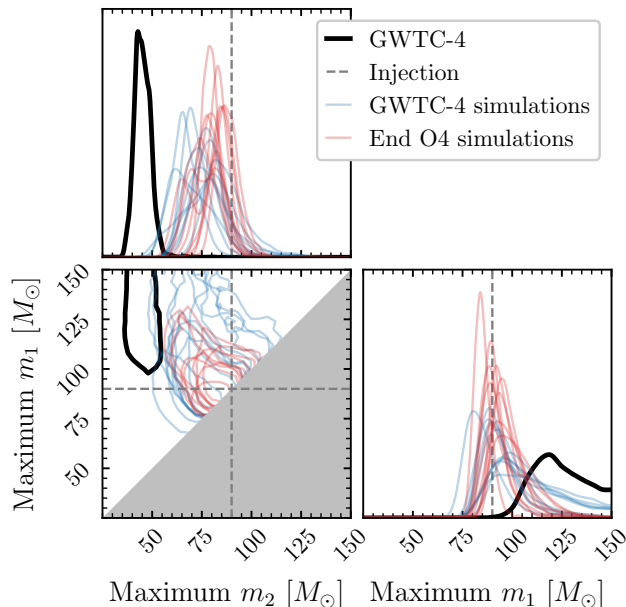 GWTC-4
Injection
GWTC-4 simulations
End O4 simulations
150
125
100
75
50
Maximum m₁ [M⊙]
50
75
100
125
150
Maximum m₂ [M⊙]
50
75
100
125
150
Maximum m₁ [M⊙]